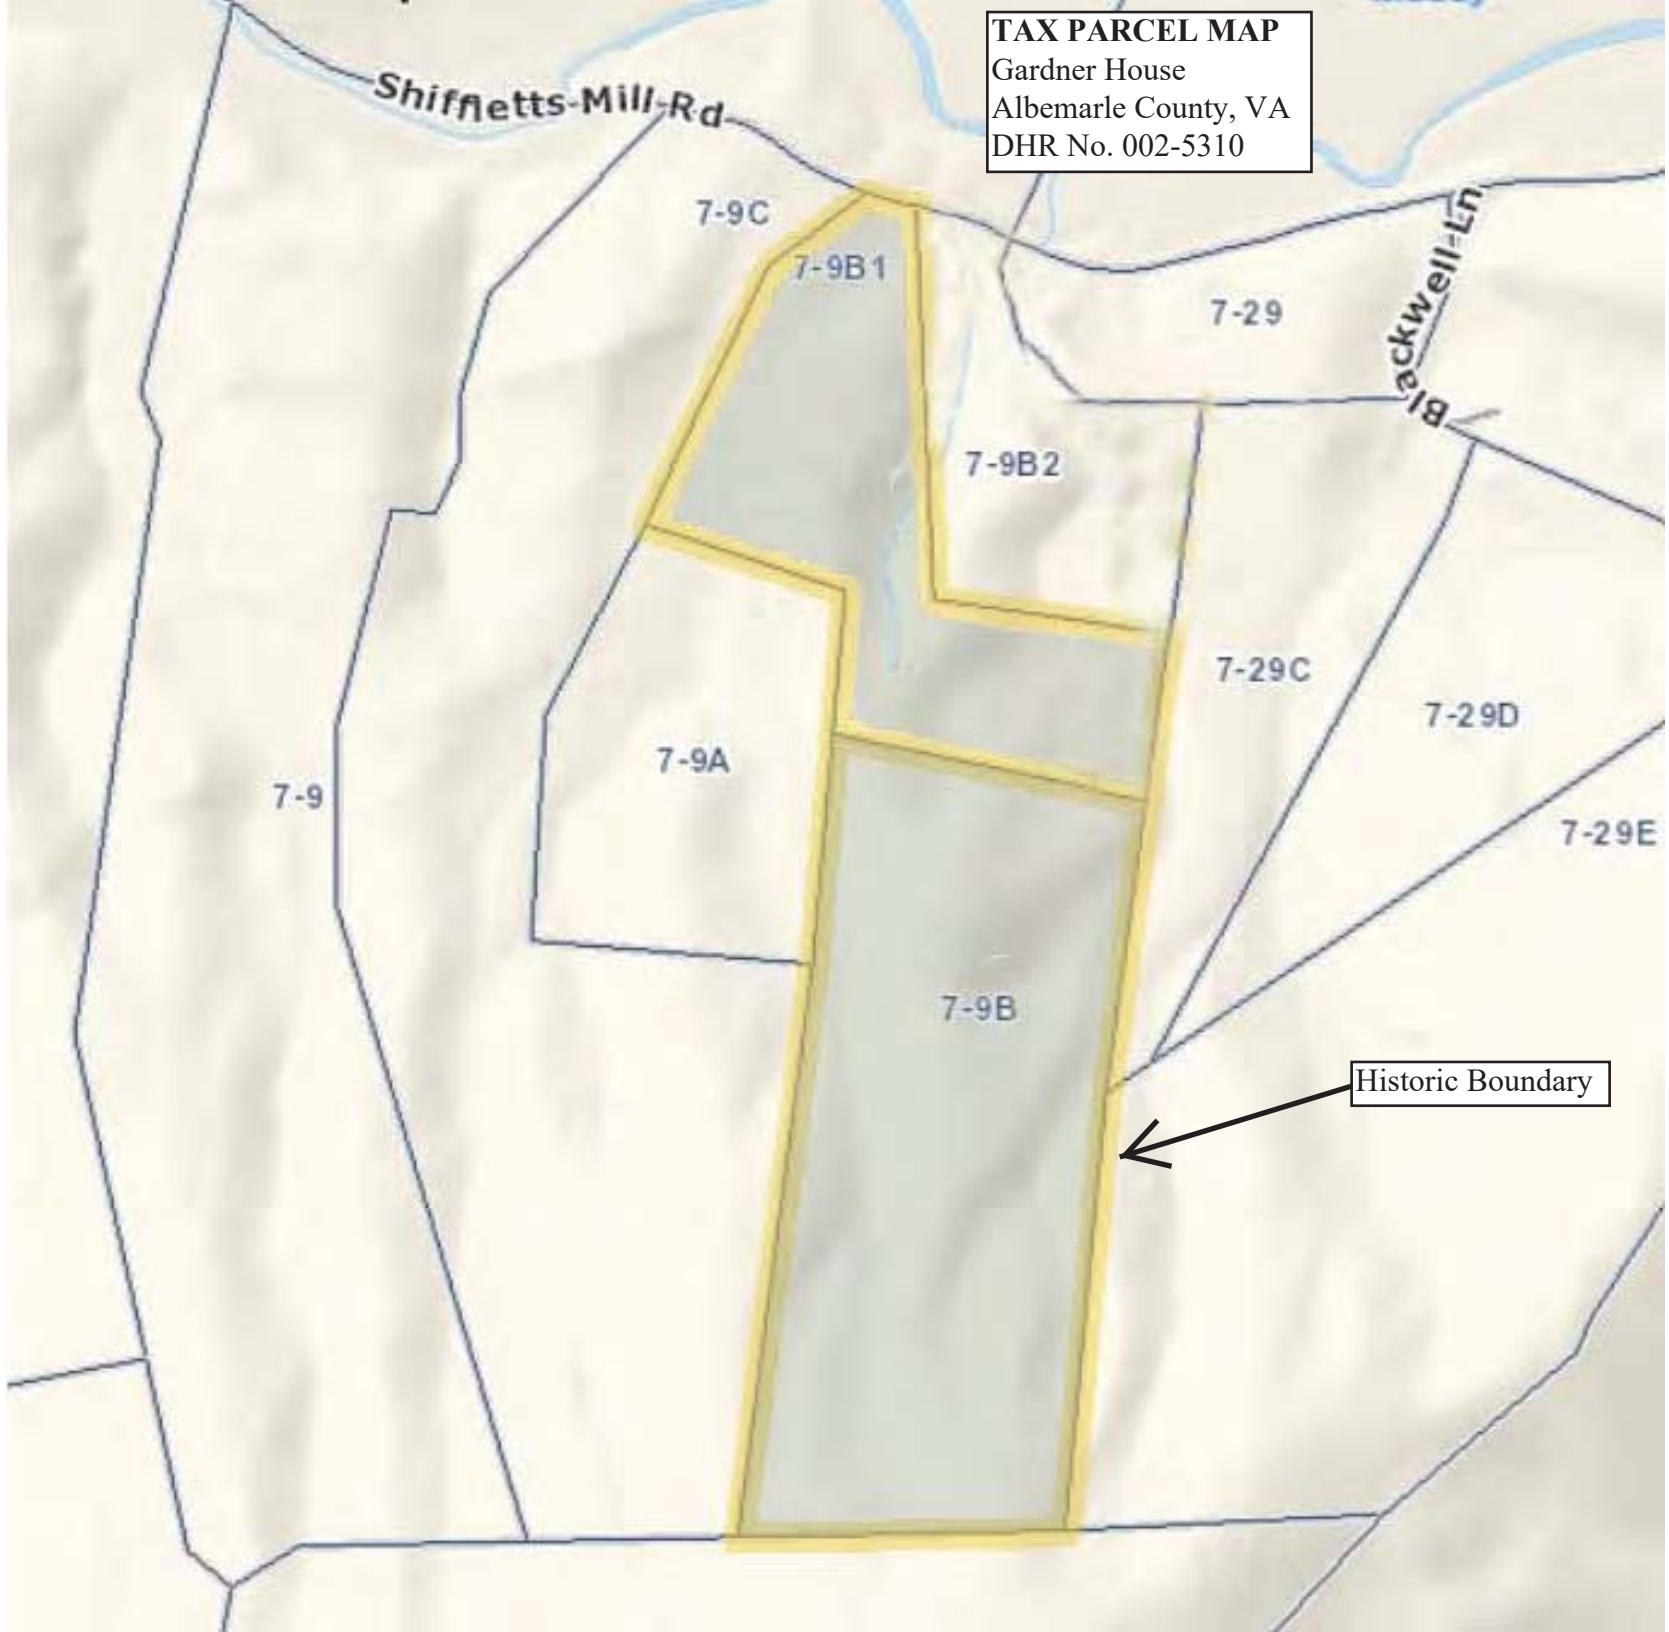 TAX PARCEL MAP
Gardner House
Albemarle County, VA
DHR No. 002-5310
Shiffletts-Mill-Rd
7-9C
7-9B1
7-29
Blackwell-Ln
7-9B2
7-29C
7-29D
7-9A
7-9
7-29E
7-9B
Historic Boundary